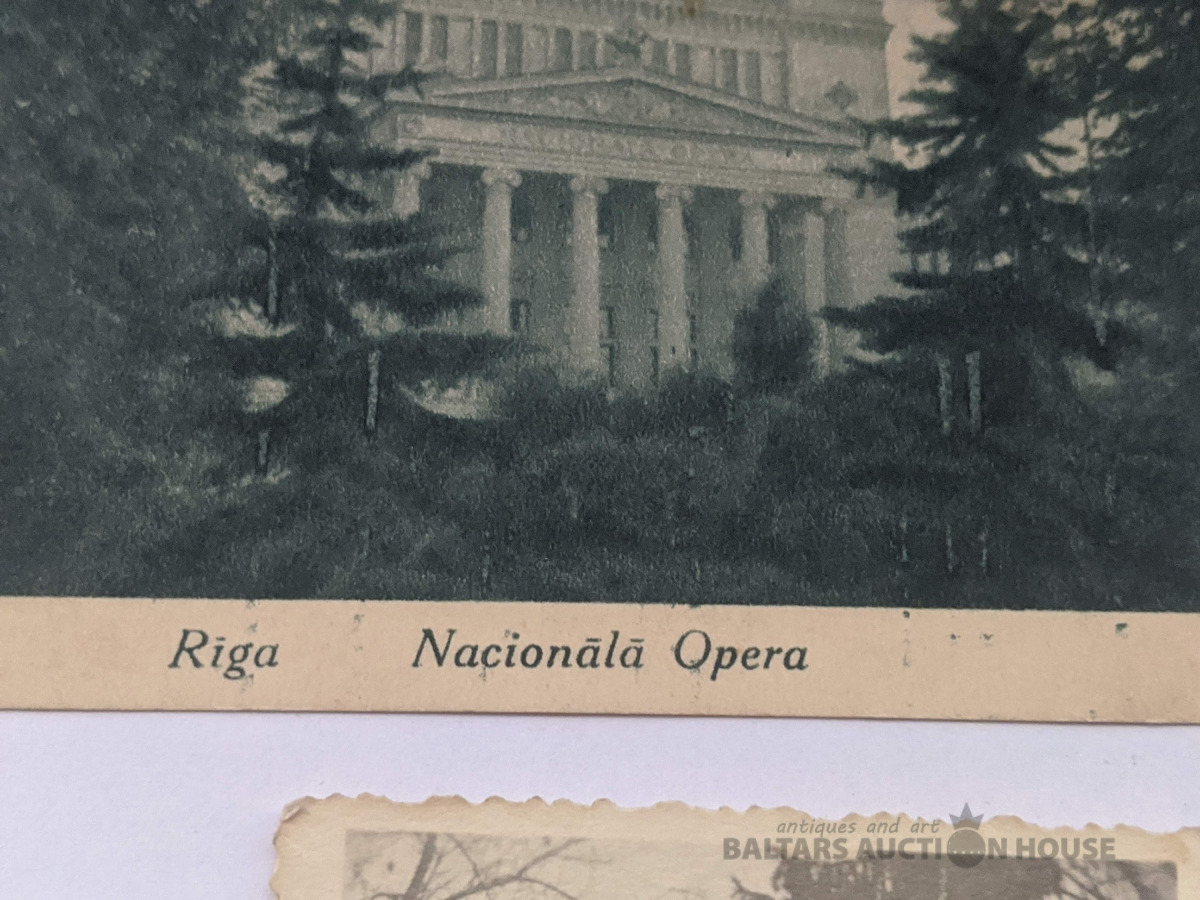 Rīga Nacionālā Opera
antiques and art
BALTARS AUCTION HOUSE